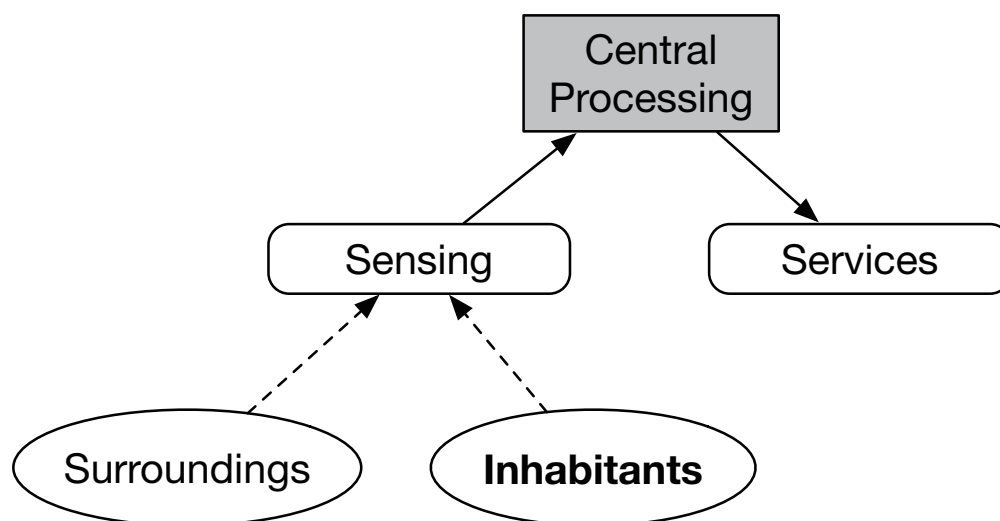 Central
Processing
Sensing
Services
Surroundings
Inhabitants